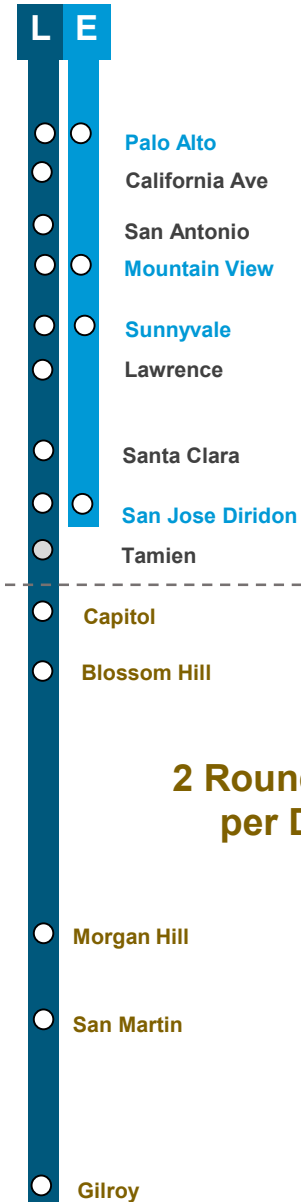 L E
Palo Alto
California Ave
San Antonio
Mountain View
Sunnyvale
Lawrence
Santa Clara
San Jose Diridon
Tamien
Capitol
Blossom Hill
2 Roun
per D
Morgan Hill
San Martin
Gilroy